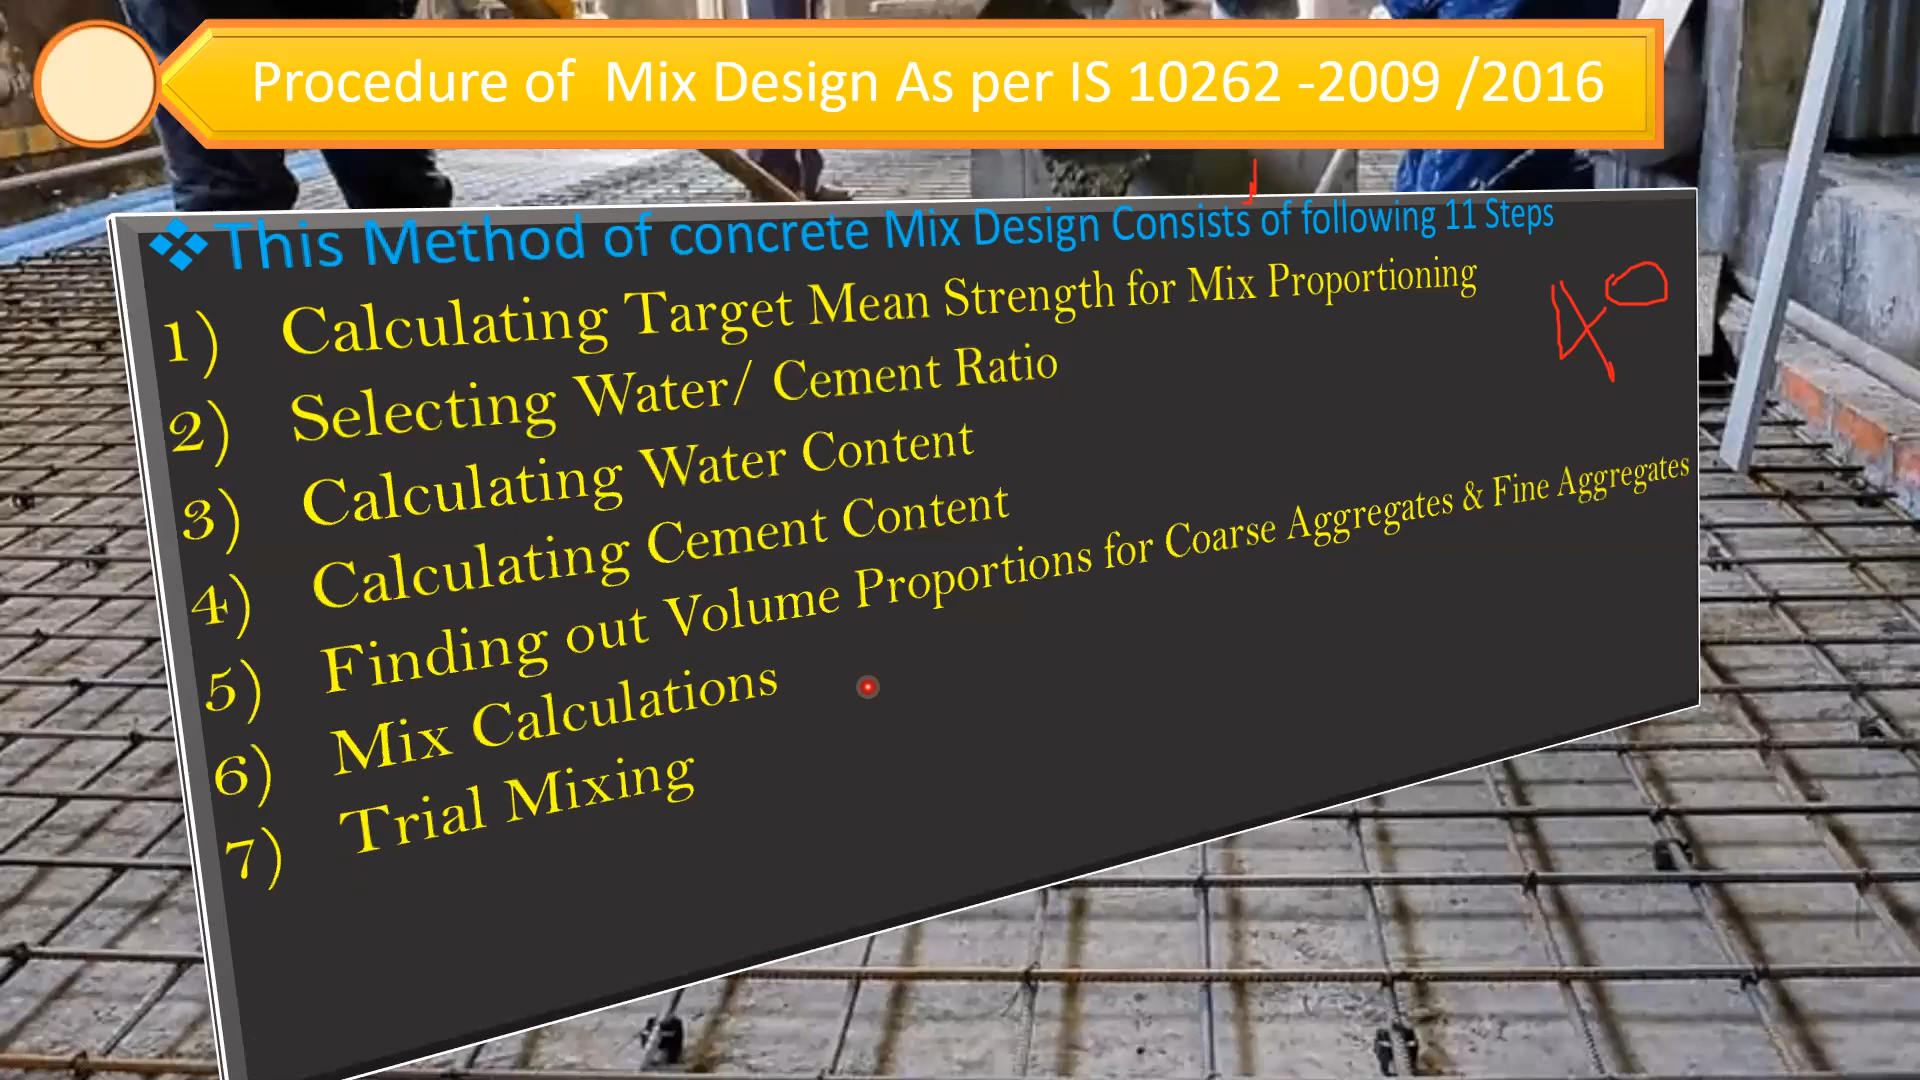 Procedure of Mix Design As per IS 10262 -2009 /2016
This Method of concrete Mix Design Consists of following 11 Steps
1) Calculating Target Mean Strength for Mix Proportioning
2) Selecting Water/ Cement Ratio
3) Calculating Water Content
4) Calculating Cement Content
5) Finding out Volume Proportions for Coarse Aggregates & Fine Aggregates
6) Mix Calculations
7) Trial Mixing